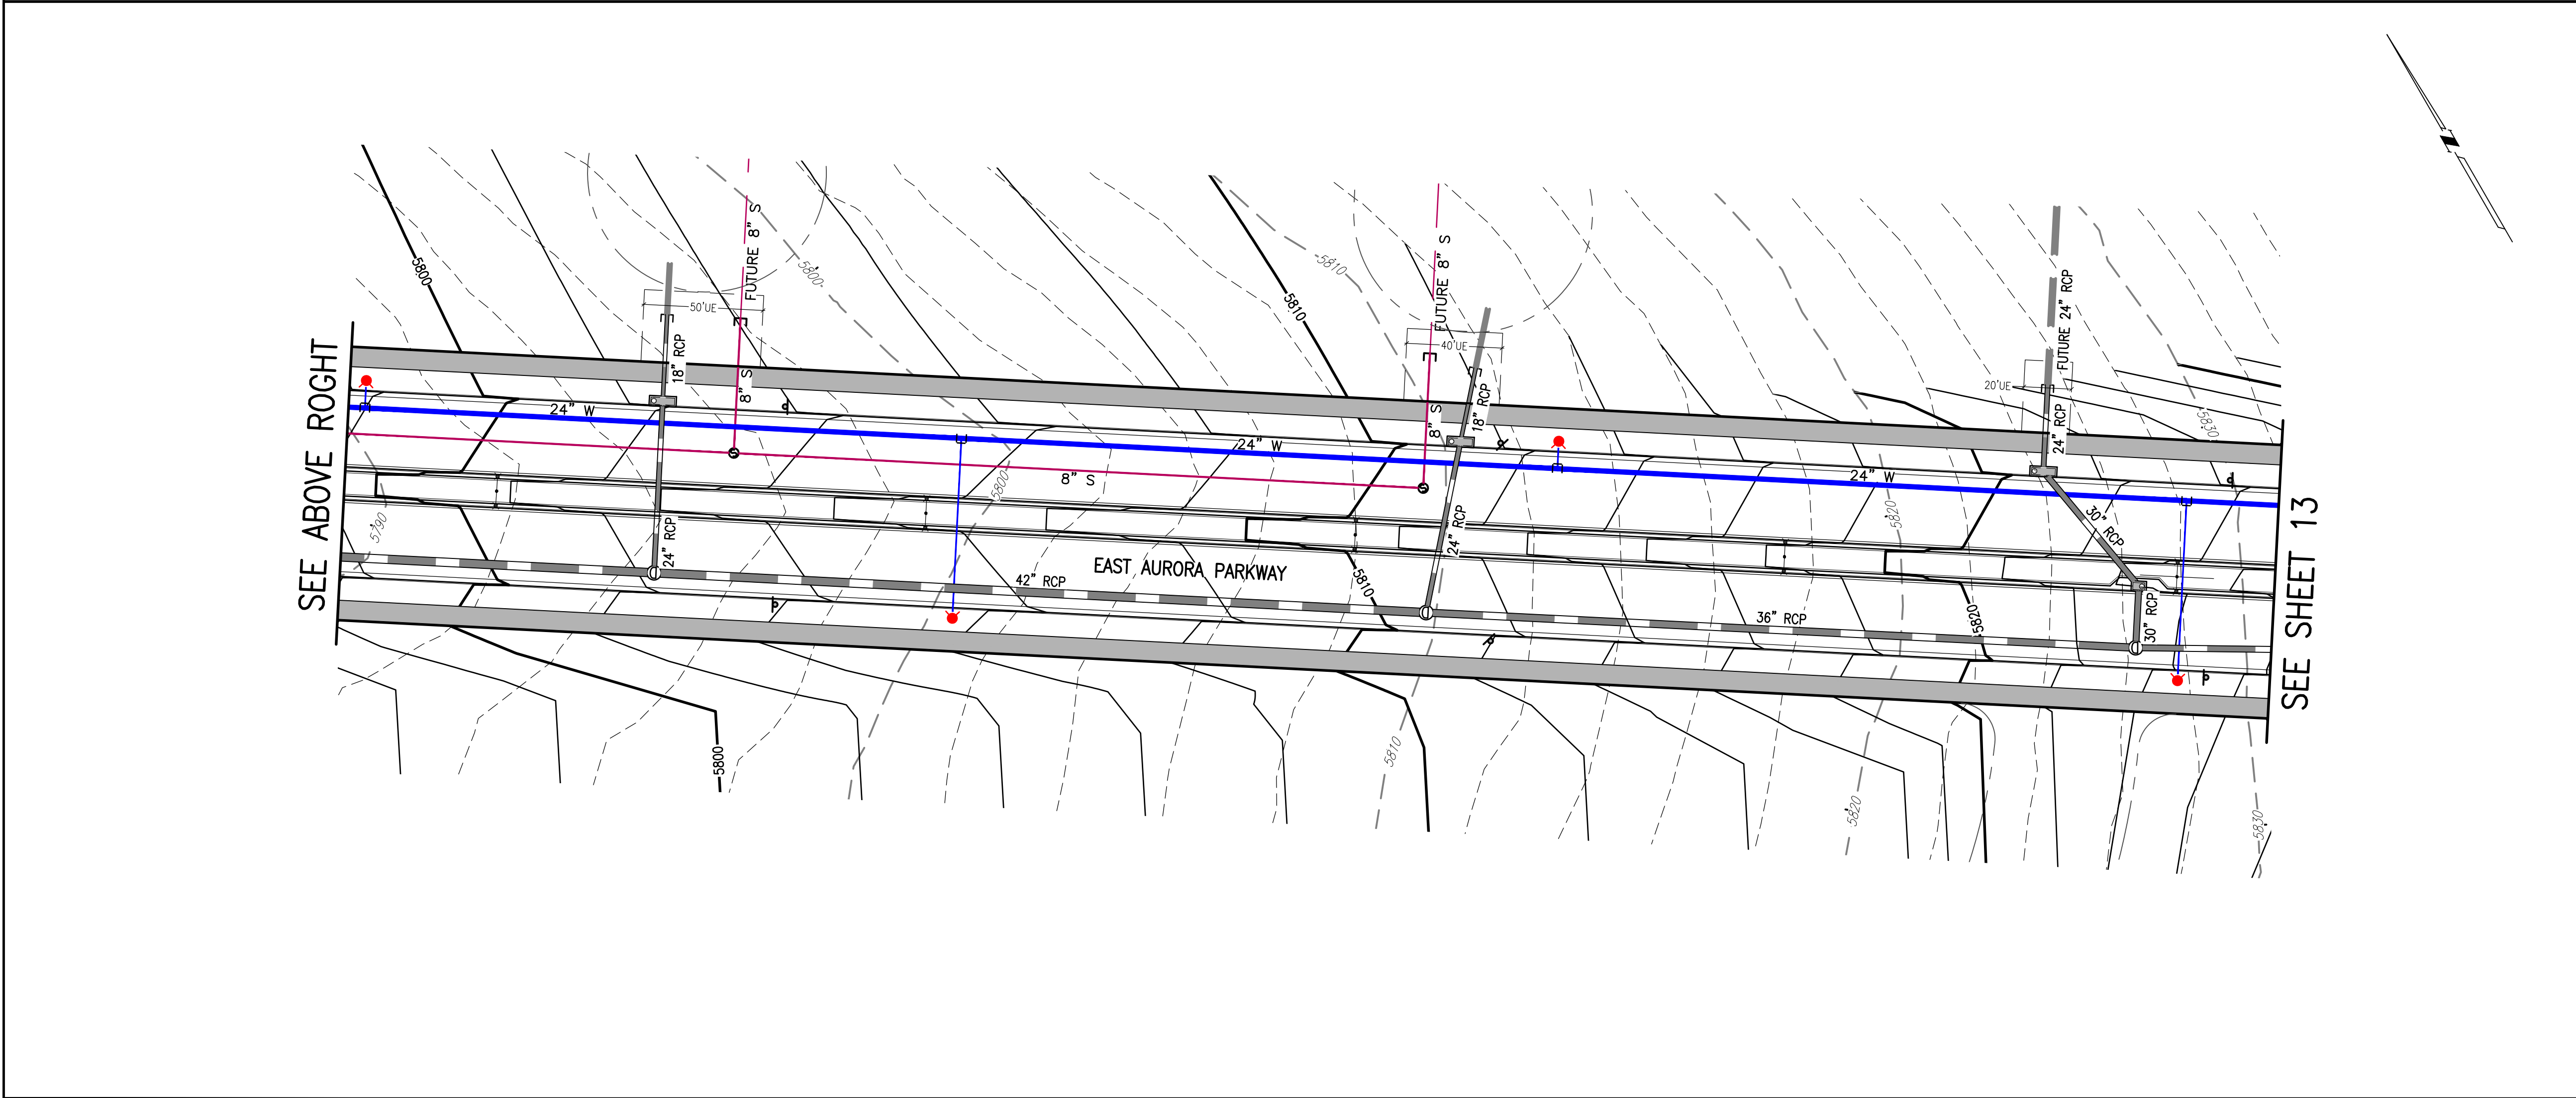 SEE ABOVE ROGHT
5800
5790
24" W
50'UE
18" RCP
8" S
FUTURE 8" S
5800
24" RCP
5800
8" S
5800
42" RCP
EAST AURORA PARKWAY
24" W
5810
5810
5810
40'UE
FUTURE 8" S
8" S
18" RCP
24" RCP
5810
36" RCP
24" W
5820
5820
5820
20'UE
FUTURE 24" RCP
24" RCP
30" RCP
30" RCP
5830
5830
SEE SHEET 13